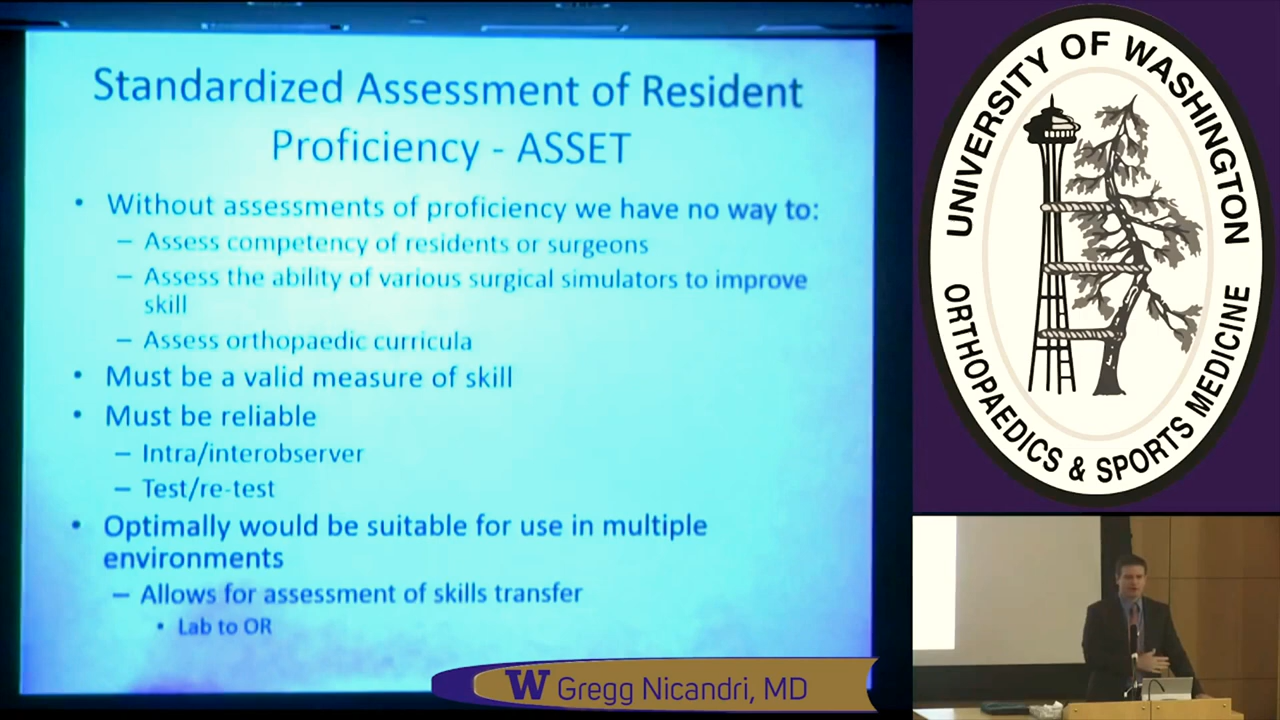 Standardized Assessment of Resident
Proficiency - ASSET
• Without assessments of proficiency we have no way to:
– Assess competency of residents or surgeons
– Assess the ability of various surgical simulators to improve
skill
– Assess orthopaedic curricula
• Must be a valid measure of skill
• Must be reliable
– Intra/interobserver
– Test/re-test
• Optimally would be suitable for use in multiple
environments
– Allows for assessment of skills transfer
• Lab to OR
UNIVERSITY OF WASHINGTON
ORTHOPAEDICS & SPORTS MEDICINE
W Gregg Nicandri, MD